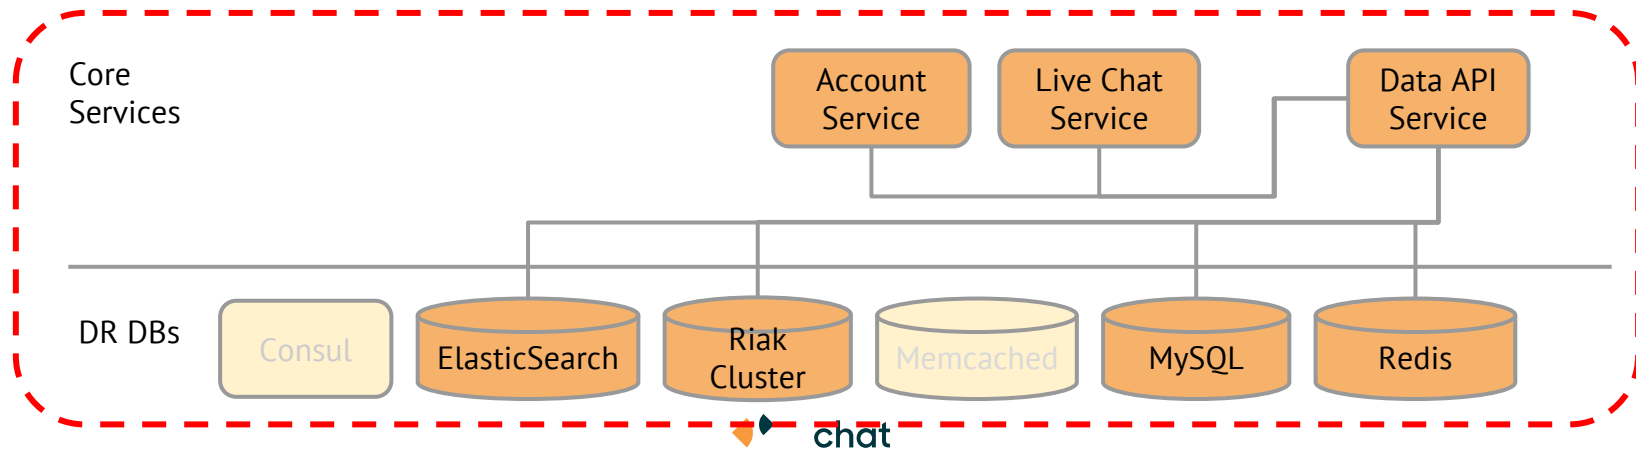 Core
Services
Account
Service
Live Chat
Service
Data API
Service
DR DBs
Consul
ElasticSearch
Riak
Cluster
Memcached
MySQL
Redis
chat